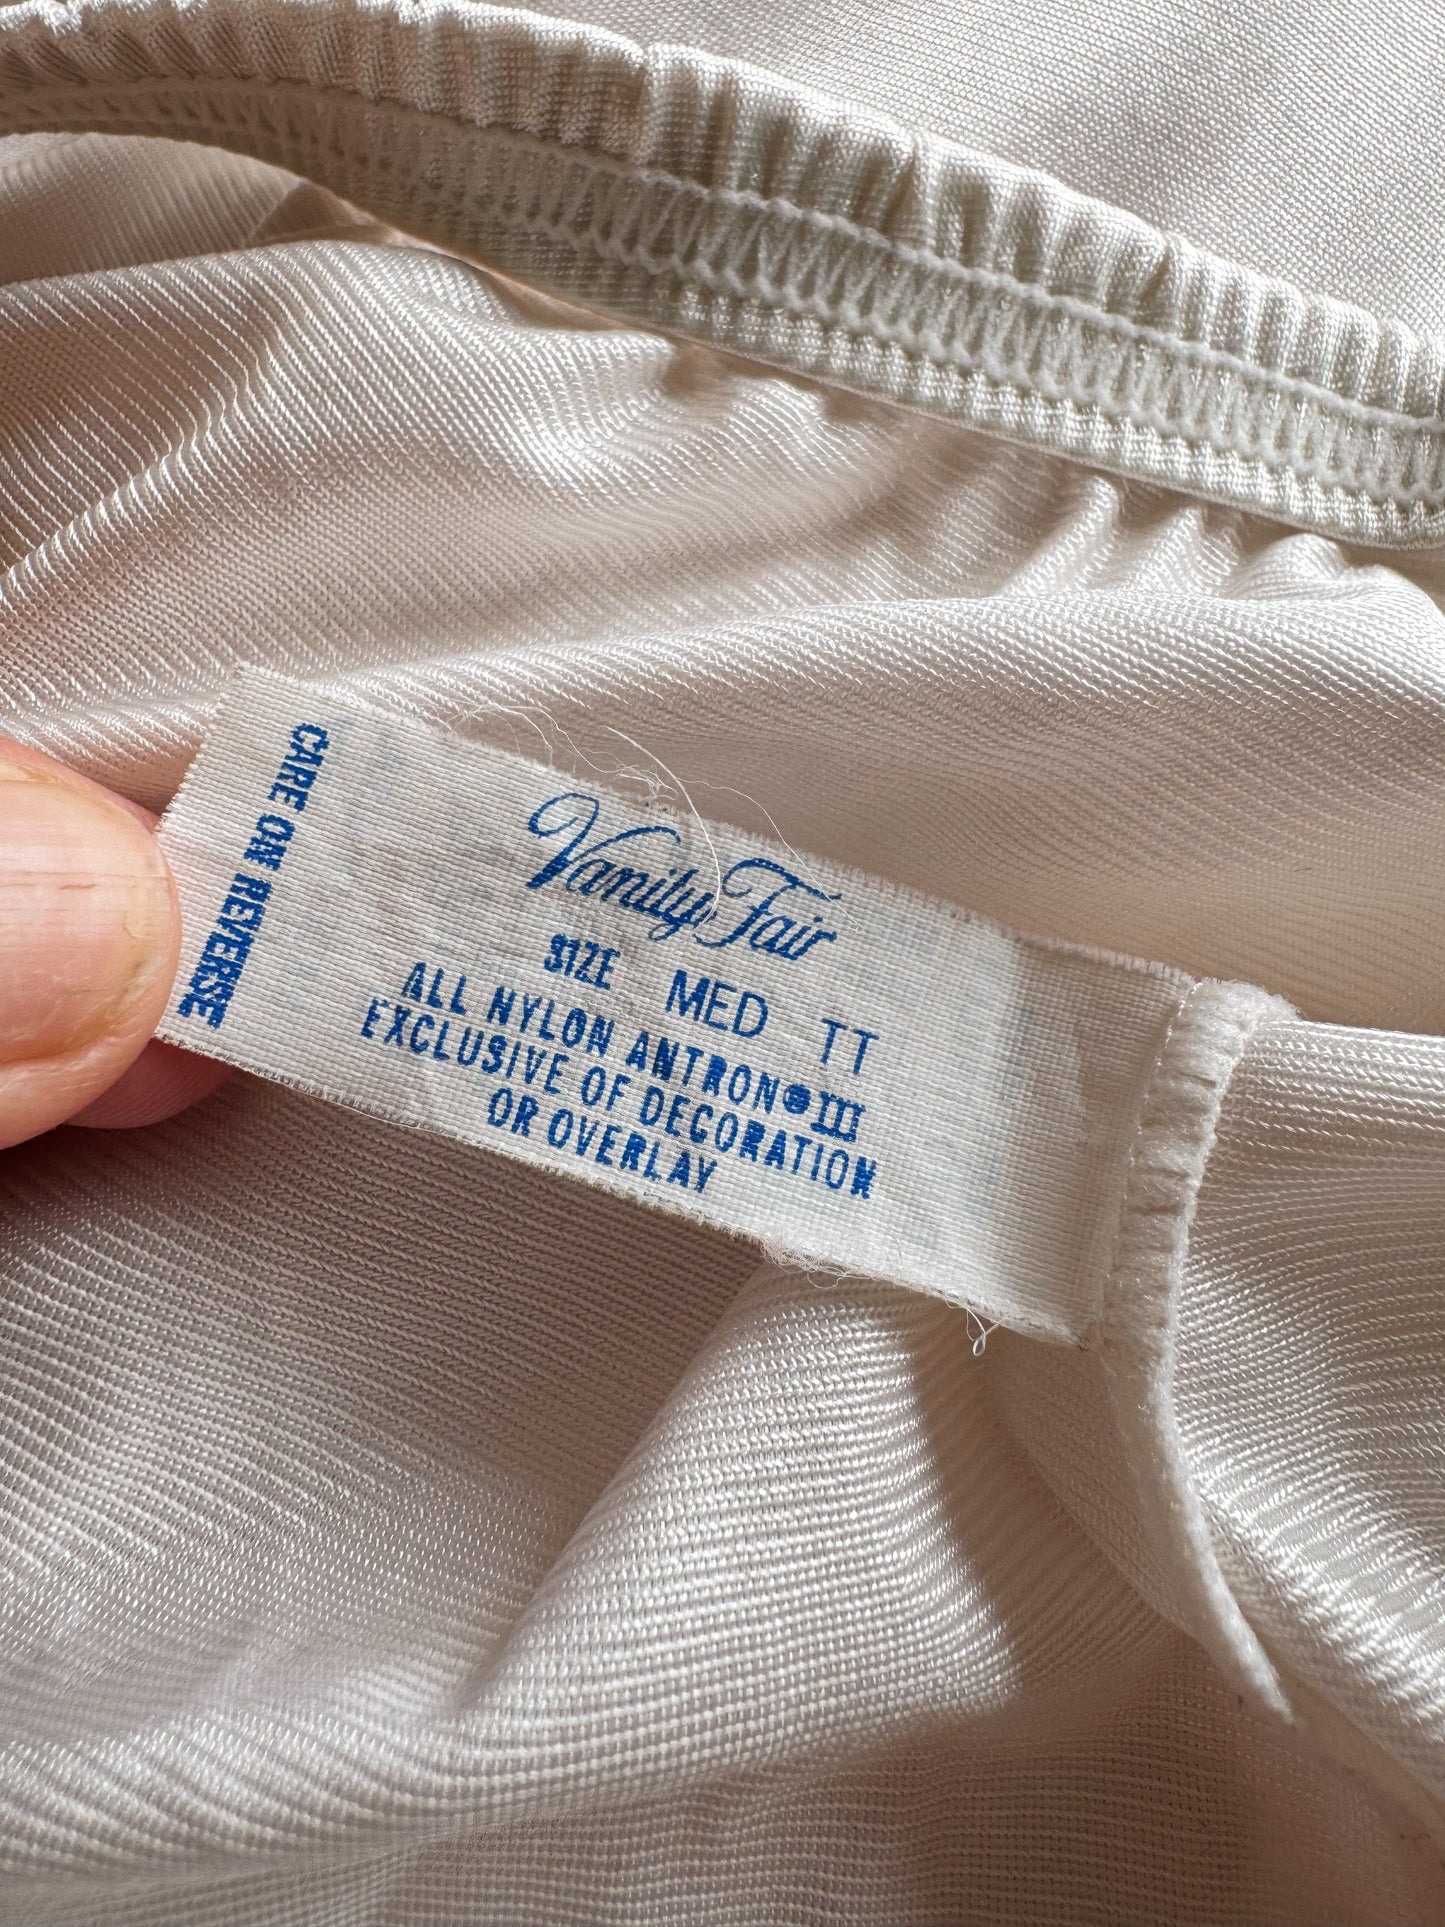 CARE ON REVERSE
Vanity Fair
SIZE MED TT
ALL NYLON ANTRON® III
EXCLUSIVE OF DECORATION
OR OVERLAY